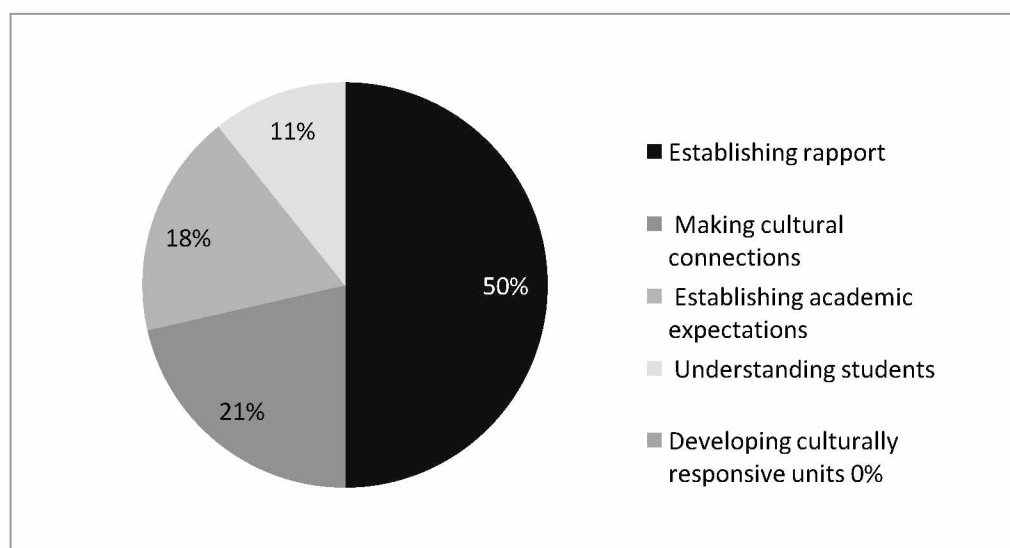 11%
18%
50%
21%
Establishing rapport
Making cultural
connections
Establishing academic
expectations
Understanding students
Developing culturally
responsive units 0%